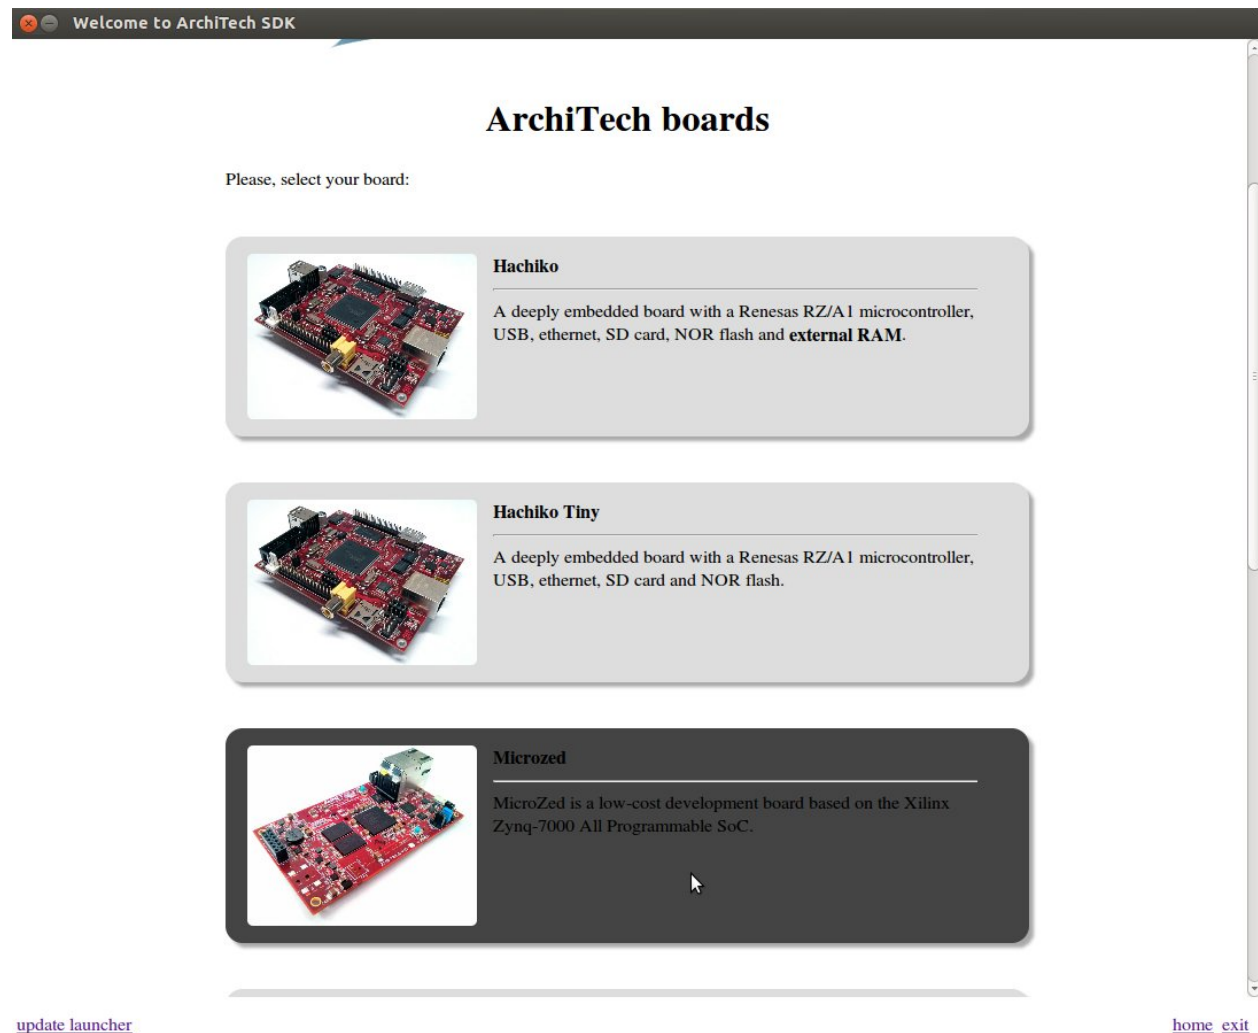 Welcome to ArchiTech SDK
ArchiTech boards
Please, select your board:
Hachiko
A deeply embedded board with a Renesas RZ/A1 microcontroller,
USB, ethernet, SD card, NOR flash and external RAM.
Hachiko Tiny
A deeply embedded board with a Renesas RZ/A1 microcontroller,
USB, ethernet, SD card and NOR flash.
Microzed
MicroZed is a low-cost development board based on the Xilinx
Zynq-7000 All Programmable SoC.
update launcher
home exit